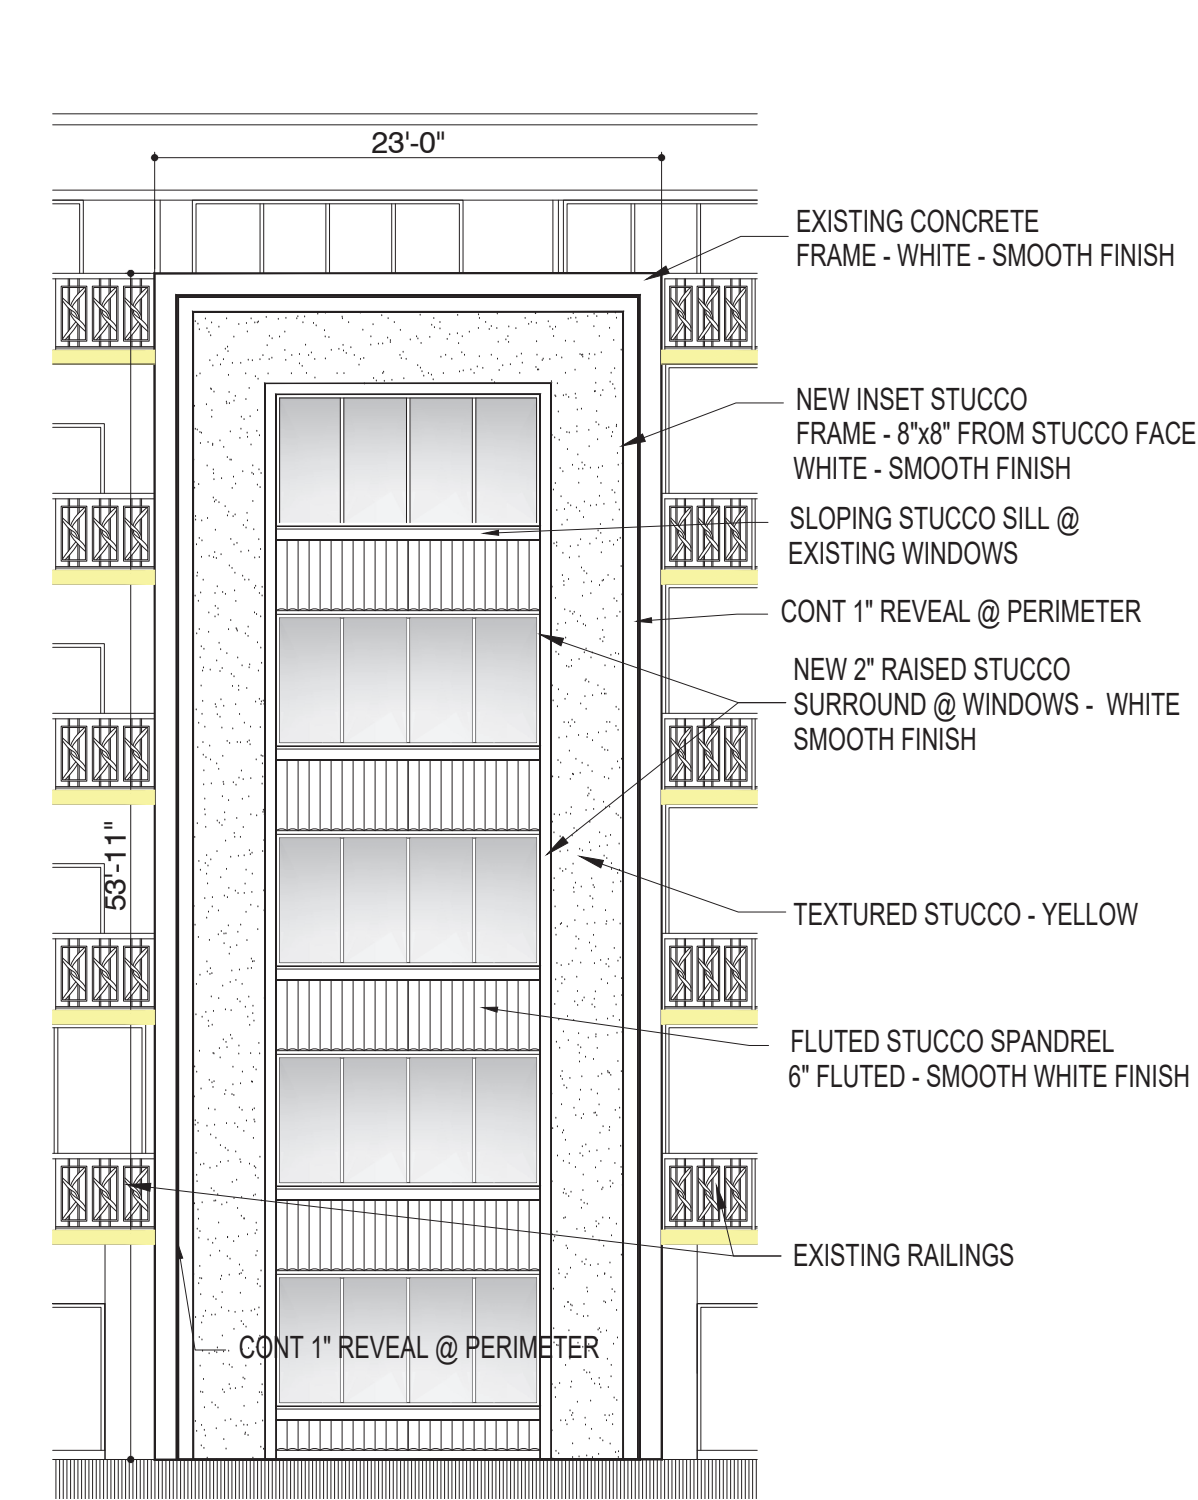 23'-0"
EXISTING CONCRETE
FRAME - WHITE - SMOOTH FINISH
NEW INSET STUCCO
FRAME - 8"x8" FROM STUCCO FACE
WHITE - SMOOTH FINISH
SLOPING STUCCO SILL @
EXISTING WINDOWS
CONT 1" REVEAL @ PERIMETER
NEW 2" RAISED STUCCO
SURROUND @ WINDOWS - WHITE
SMOOTH FINISH
53'-11"
TEXTURED STUCCO - YELLOW
FLUTED STUCCO SPANDREL
6" FLUTED - SMOOTH WHITE FINISH
EXISTING RAILINGS
CONT 1" REVEAL @ PERIMETER